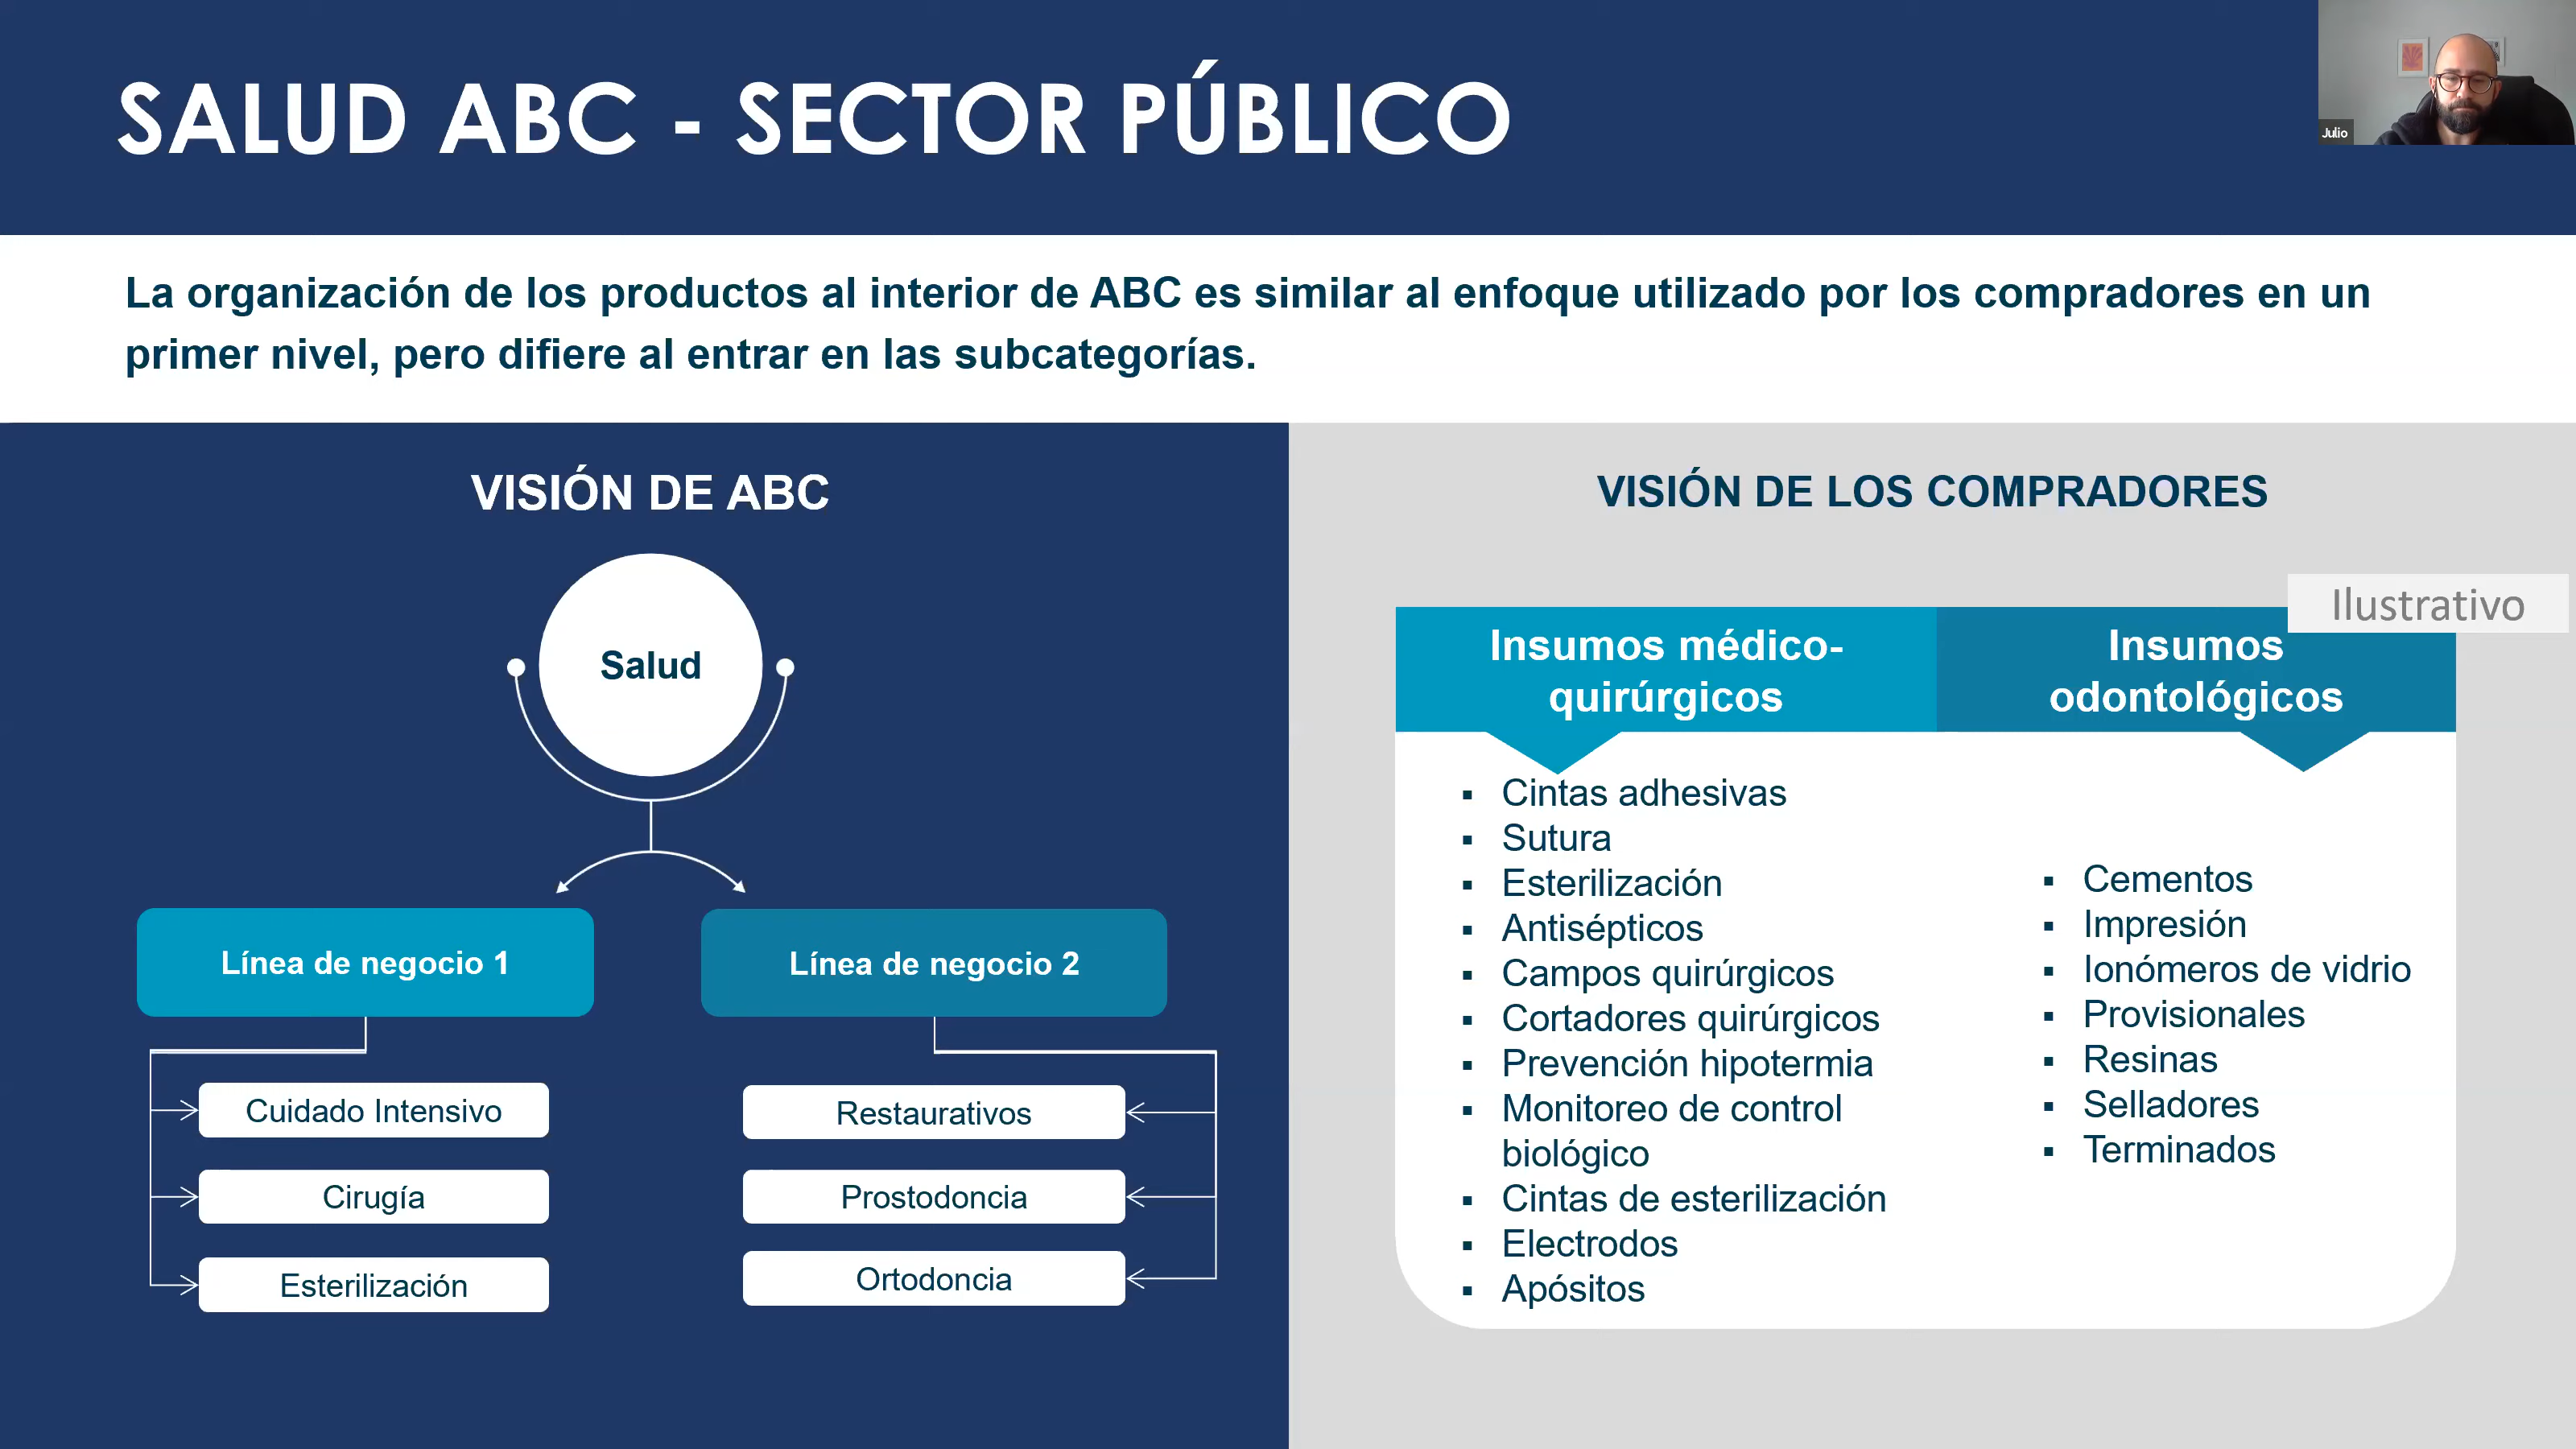 SALUD ABC - SECTOR PÚBLICO
Julio
La organización de los productos al interior de ABC es similar al enfoque utilizado por los compradores en un
primer nivel, pero difiere al entrar en las subcategorías.
VISIÓN DE ABC
Salud
Línea de negocio 1
Cuidado Intensivo
Cirugía
Esterilización
Línea de negocio 2
Restaurativos
Prostodoncia
Ortodoncia
VISIÓN DE LOS COMPRADORES
Ilustrativo
Insumos médico-
quirúrgicos
▪ Cintas adhesivas
▪ Sutura
▪ Esterilización
▪ Antisépticos
▪ Campos quirúrgicos
▪ Cortadores quirúrgicos
▪ Prevención hipotermia
▪ Monitoreo de control
biológico
▪ Cintas de esterilización
▪ Electrodos
▪ Apósitos
Insumos
odontológicos
▪ Cementos
▪ Impresión
▪ Ionómeros de vidrio
▪ Provisionales
▪ Resinas
▪ Selladores
▪ Terminados